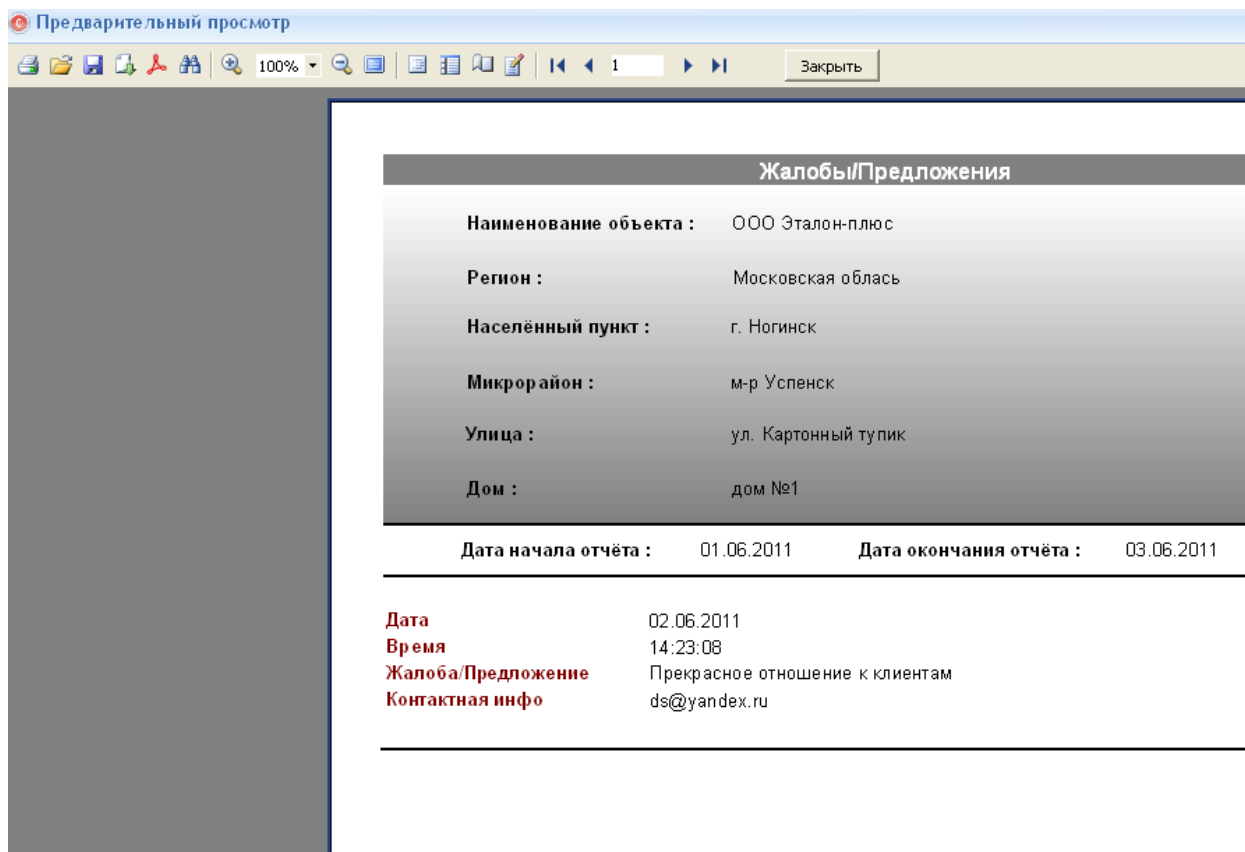 Предварительный просмотр
100% 1 Закрыть
Жалобы/Предложения
Наименование объекта : ООО Эталон-плюс
Регион : Московская облась
Населённый пункт : г. Ногинск
Микрорайон : м-р Успенск
Улица : ул. Картонный тупик
Дом : дом №1
Дата начала отчёта : 01.06.2011 Дата окончания отчёта : 03.06.2011
Дата 02.06.2011
Время 14:23:08
Жалоба/Предложение Прекрасное отношение к клиентам
Контактная инфо ds@yandex.ru